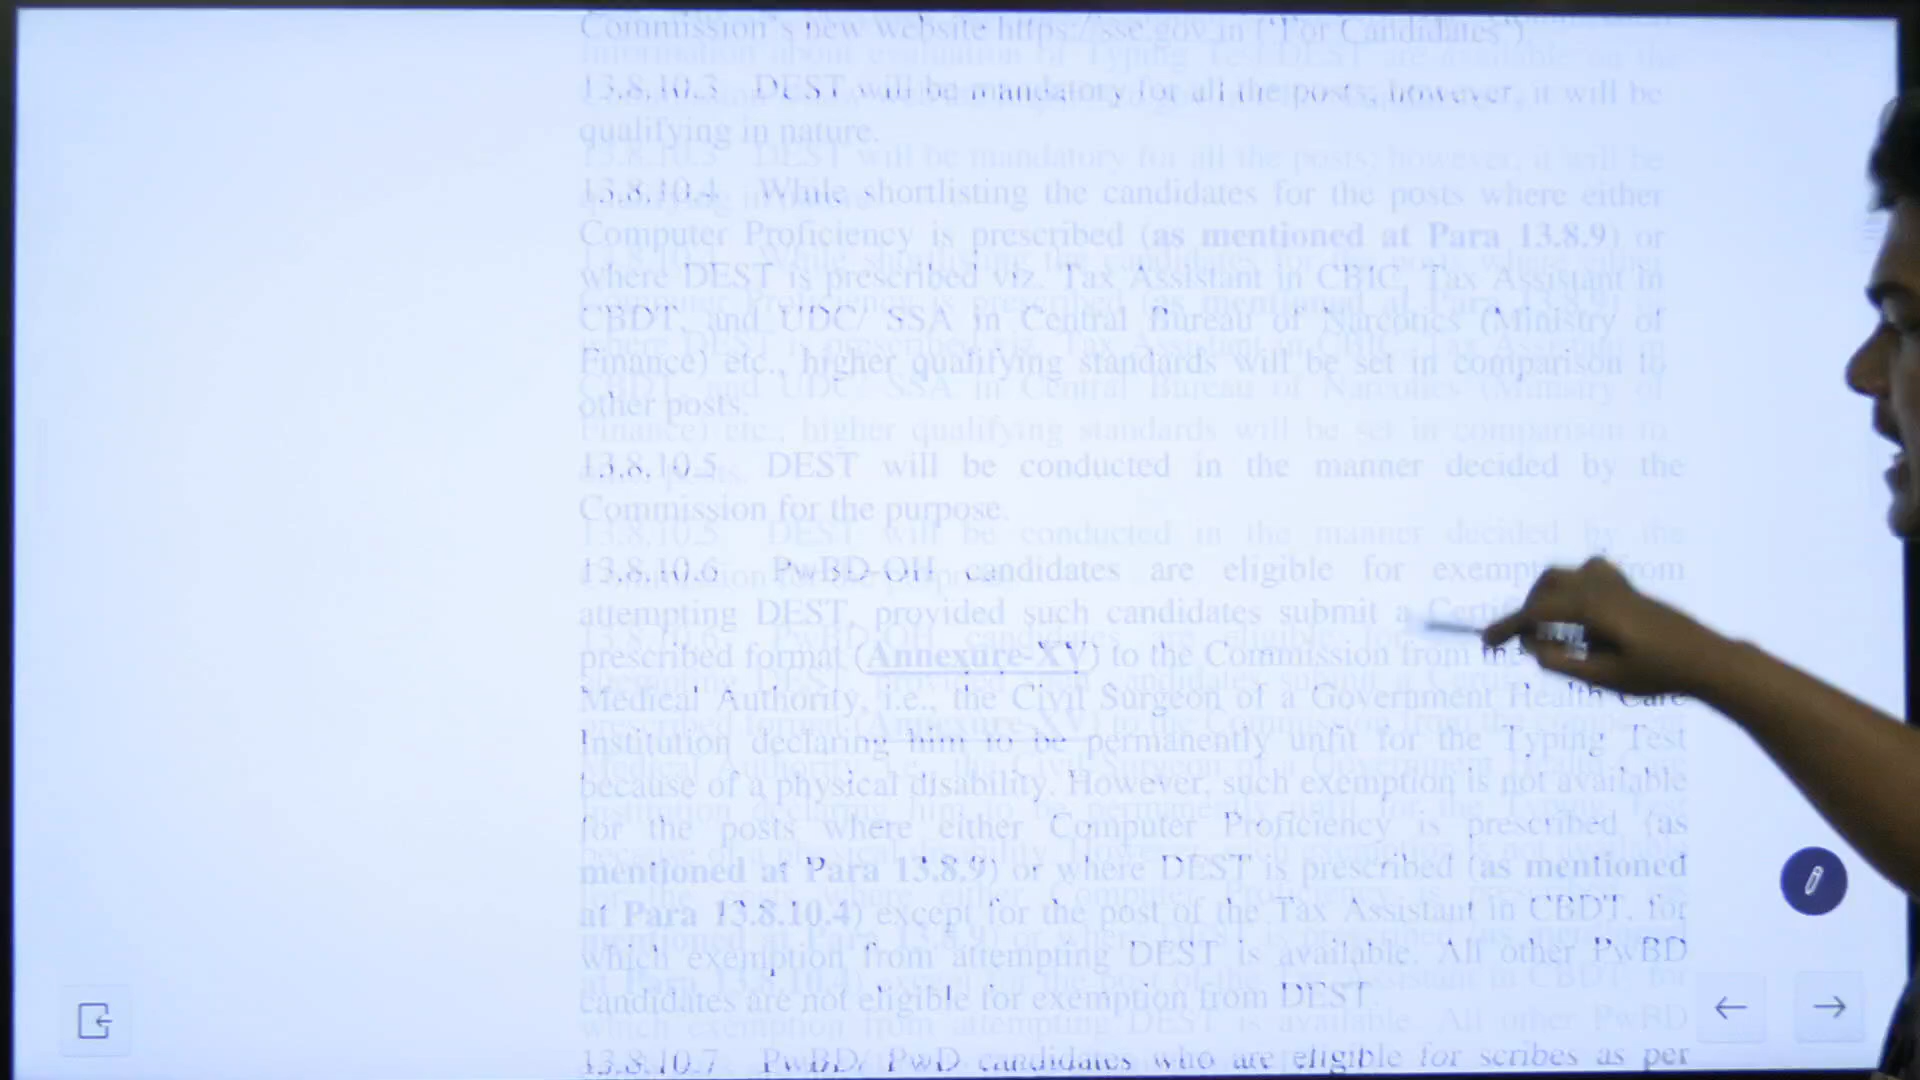 Commission's new website https://ssc.gov.in ("For Candidates").
13.8.10.3 DEST will be mandatory for all the posts; however, it will be
qualifying in nature.
13.8.10.4 While shortlisting the candidates for the posts where either
Computer Proficiency is prescribed (as mentioned at Para 13.8.9) or
where DEST is prescribed viz. Tax Assistant in CBIC, Tax Assistant in
CBDT, and UDC/ SSA in Central Bureau of Narcotics (Ministry of
Finance) etc., higher qualifying standards will be set in comparison to
other posts.
13.8.10.5 DEST will be conducted in the manner decided by the
Commission for the purpose.
13.8.10.6 PwBD-OH candidates are eligible for from
attempting DEST, provided such candidates submit a
prescribed format (Annexure-XV) to the Commission from the
Medical Authority, i.e., the Civil Surgeon of a Government Health Care
Institution declaring him to be permanently unfit for the Typing Test
because of a physical disability. However, such exemption is not available
for the posts where either Computer Proficiency is prescribed (as
mentioned at Para 13.8.9) or where DEST is prescribed (as mentioned
at Para 13.8.10.4) except for the post of the Tax Assistant in CBDT, for
which exemption from attempting DEST is available. All other PwBD
candidates are not eligible for exemption from DEST.
13.8.10.7 PwBD/ PwD candidates who are eligible for scribes as per